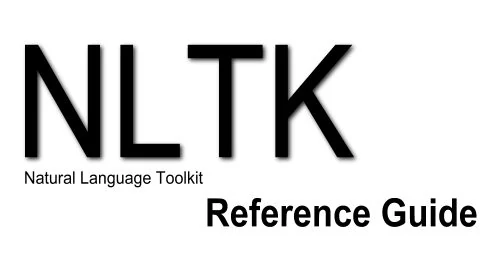 NLTK
Natural Language Toolkit
Reference Guide